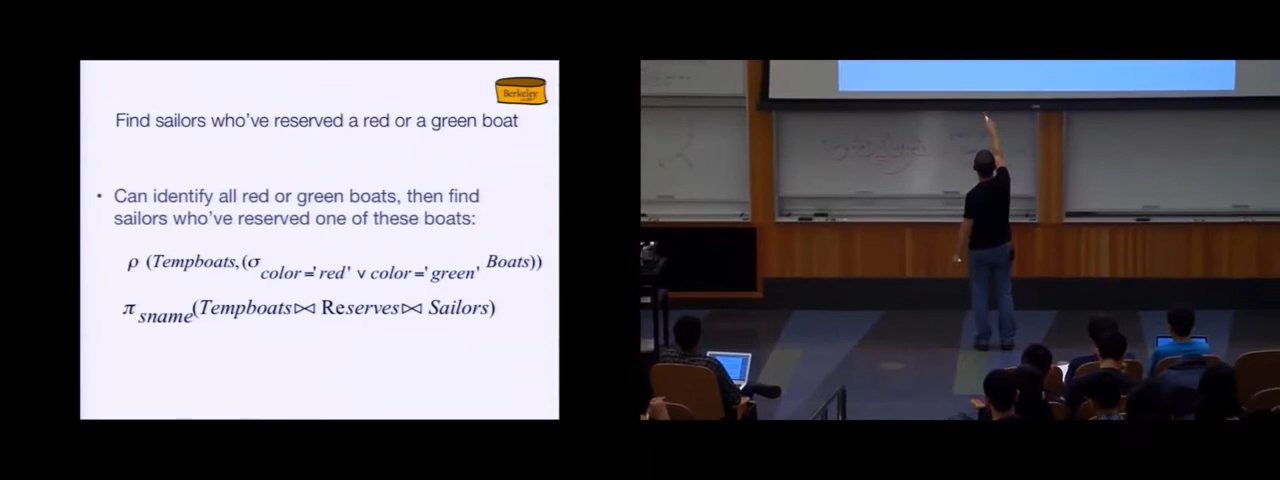 Berkeley
Find sailors who've reserved a red or a green boat
• Can identify all red or green boats, then find
sailors who've reserved one of these boats:
ρ (Tempboats, (σ color='red' ∨ color='green' Boats))
π sname(Tempboats⋈ Reserves⋈ Sailors)